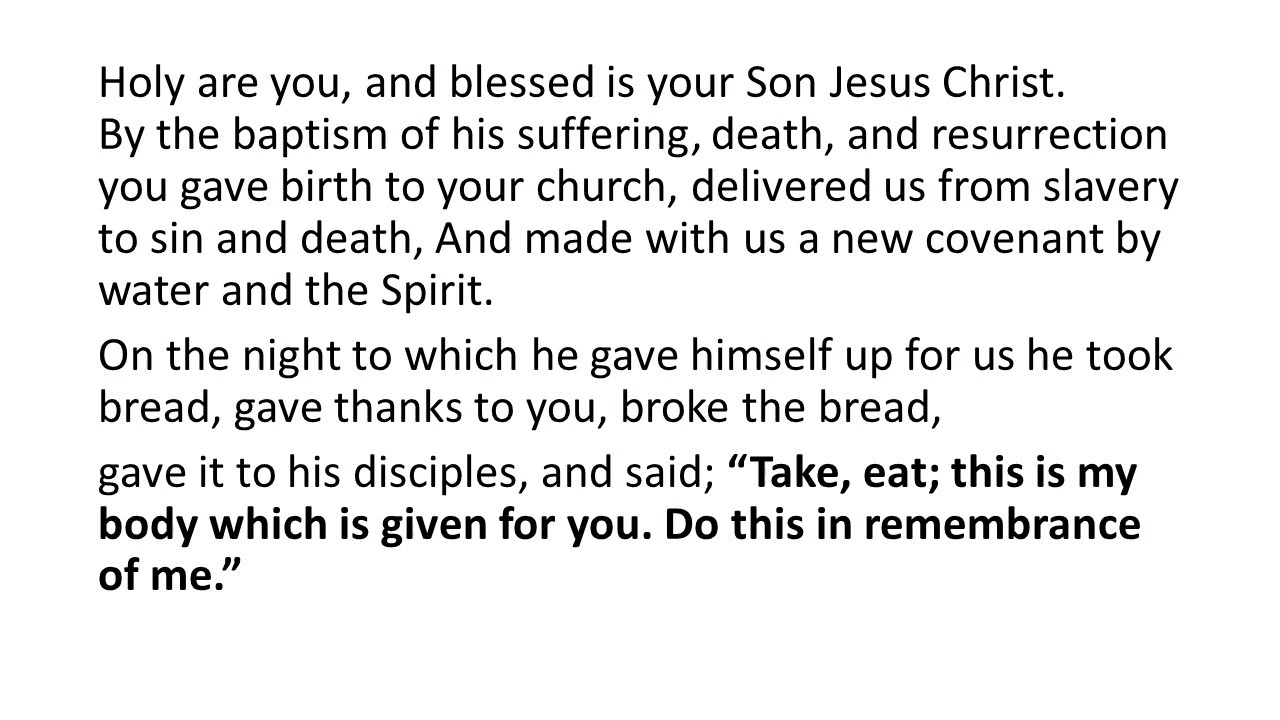 Holy are you, and blessed is your Son Jesus Christ.
By the baptism of his suffering, death, and resurrection
you gave birth to your church, delivered us from slavery
to sin and death, And made with us a new covenant by
water and the Spirit.
On the night to which he gave himself up for us he took
bread, gave thanks to you, broke the bread,
gave it to his disciples, and said; “Take, eat; this is my
body which is given for you. Do this in remembrance
of me.”